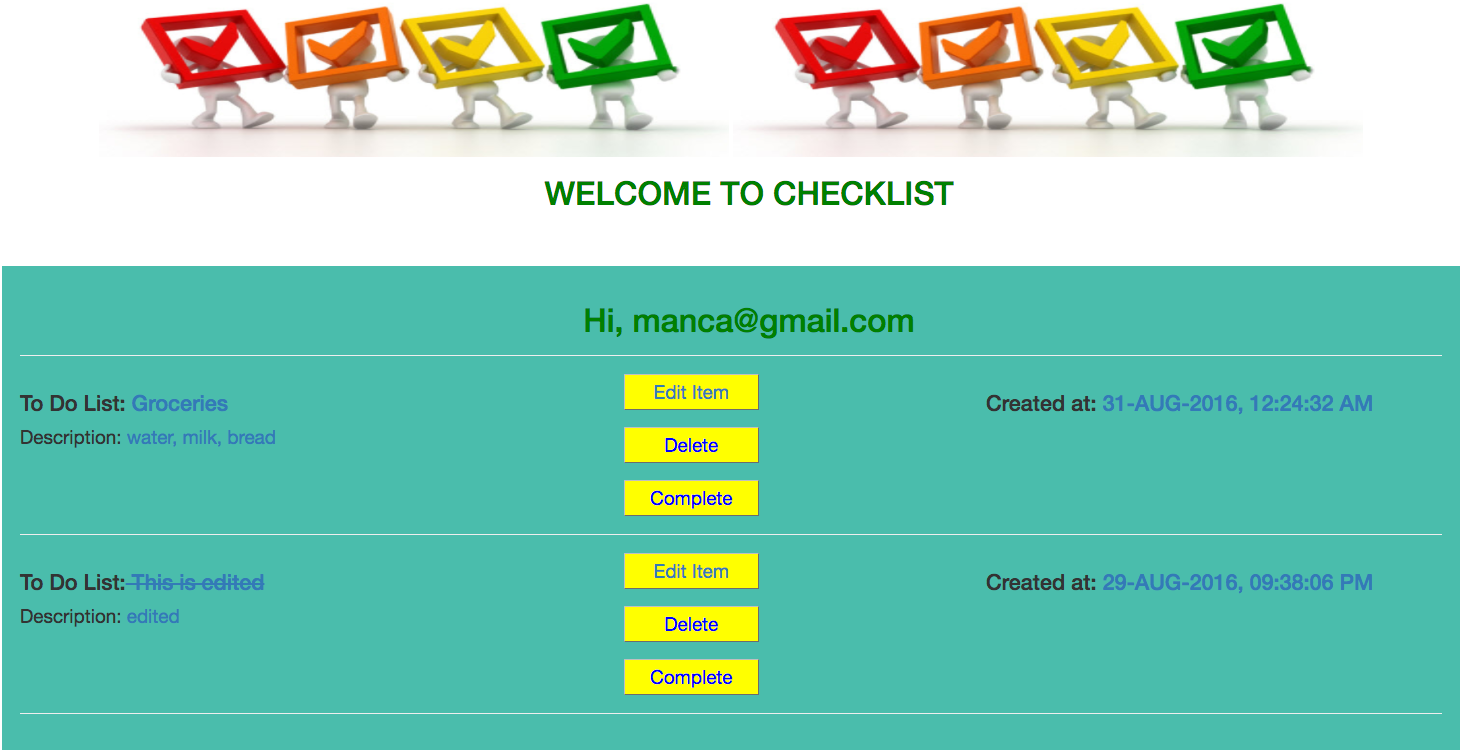 WELCOME TO CHECKLIST
Hi, manca@gmail.com
To Do List: Groceries
Description: water, milk, bread
Edit Item
Delete
Complete
Created at: 31-AUG-2016, 12:24:32 AM
To Do List: This is edited
Description: edited
Edit Item
Delete
Complete
Created at: 29-AUG-2016, 09:38:06 PM